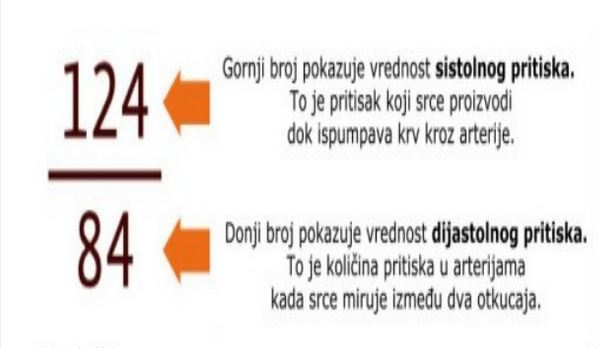 124
Gornji broj pokazuje vrednost sistolnog pritiska.
To je pritisak koji srce proizvodi
dok ispumpava krv kroz arterije.
84
Donji broj pokazuje vrednost dijastolnog pritiska.
To je količina pritiska u arterijama
kada srce miruje između dva otkucaja.